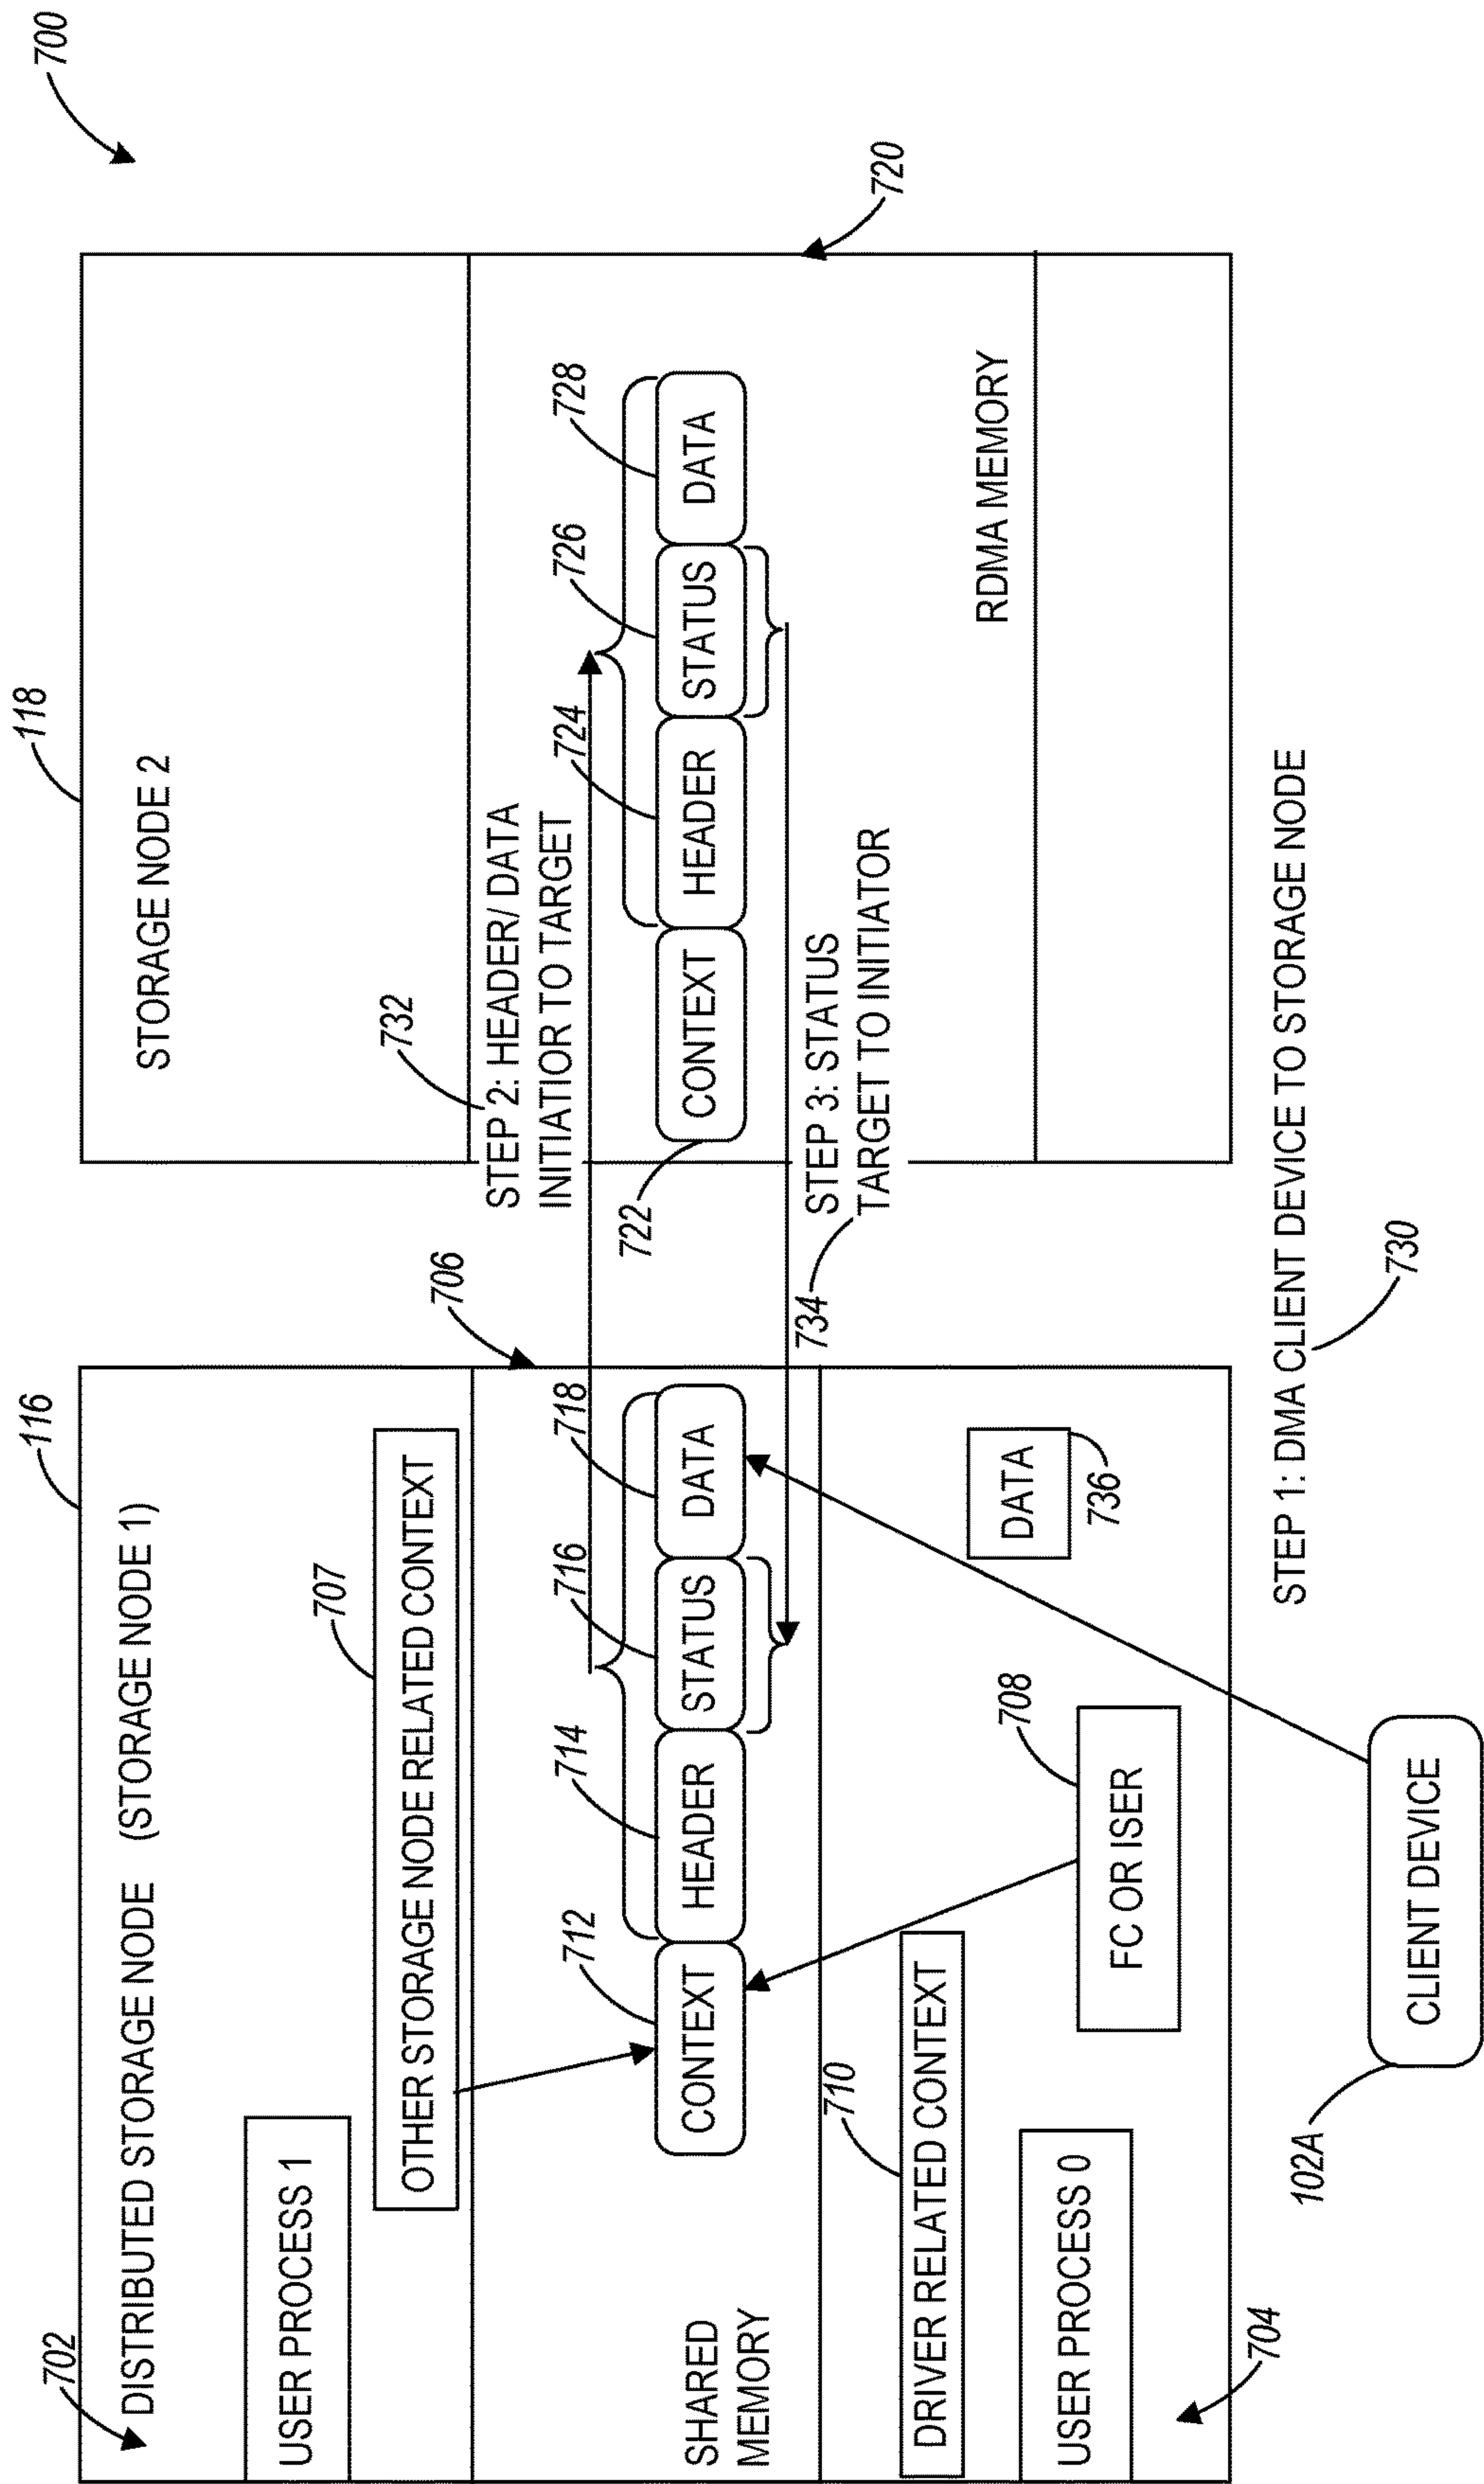 700
116
118
702
DISTRIBUTED STORAGE NODE (STORAGE NODE 1)
STORAGE NODE 2
USER PROCESS 1
707
OTHER STORAGE NODE RELATED CONTEXT
706
732
STEP 2: HEADER/ DATA
INITIATIOR TO TARGET
712
714
716
718
722
724
726
728
SHARED
MEMORY
CONTEXT
HEADER
STATUS
DATA
CONTEXT
HEADER
STATUS
DATA
734
STEP 3: STATUS
TARGET TO INITIATOR
720
710
DRIVER RELATED CONTEXT
708
DATA
736
RDMA MEMORY
USER PROCESS 0
FC OR ISER
704
STEP 1: DMA CLIENT DEVICE TO STORAGE NODE
730
102A
CLIENT DEVICE